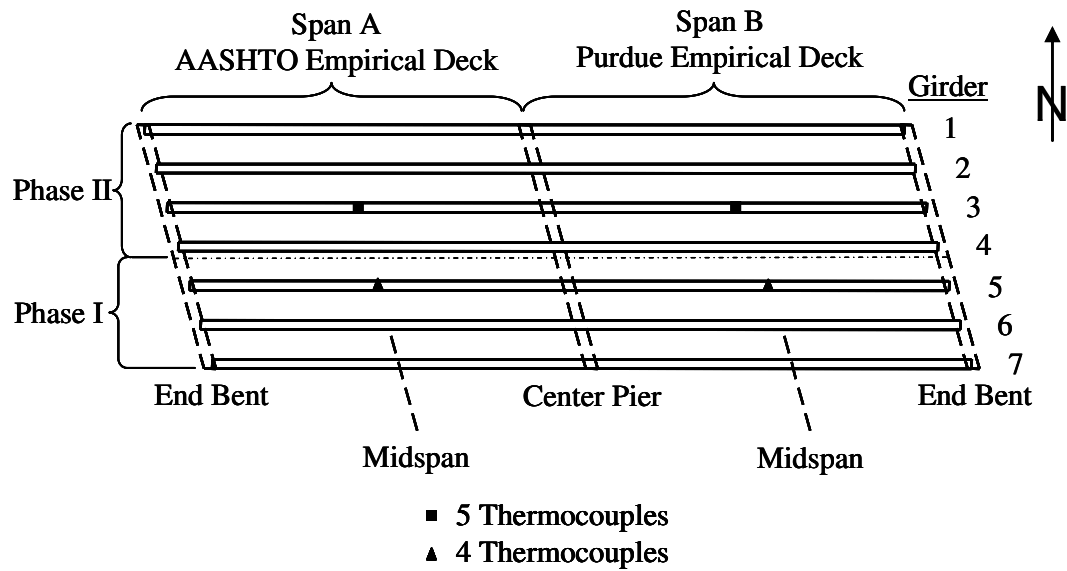 Span A
AASHTO Empirical Deck
Span B
Purdue Empirical Deck
Girder
N
1
2
Phase II
3
4
5
Phase I
6
7
End Bent
Center Pier
End Bent
Midspan
Midspan
5 Thermocouples
4 Thermocouples